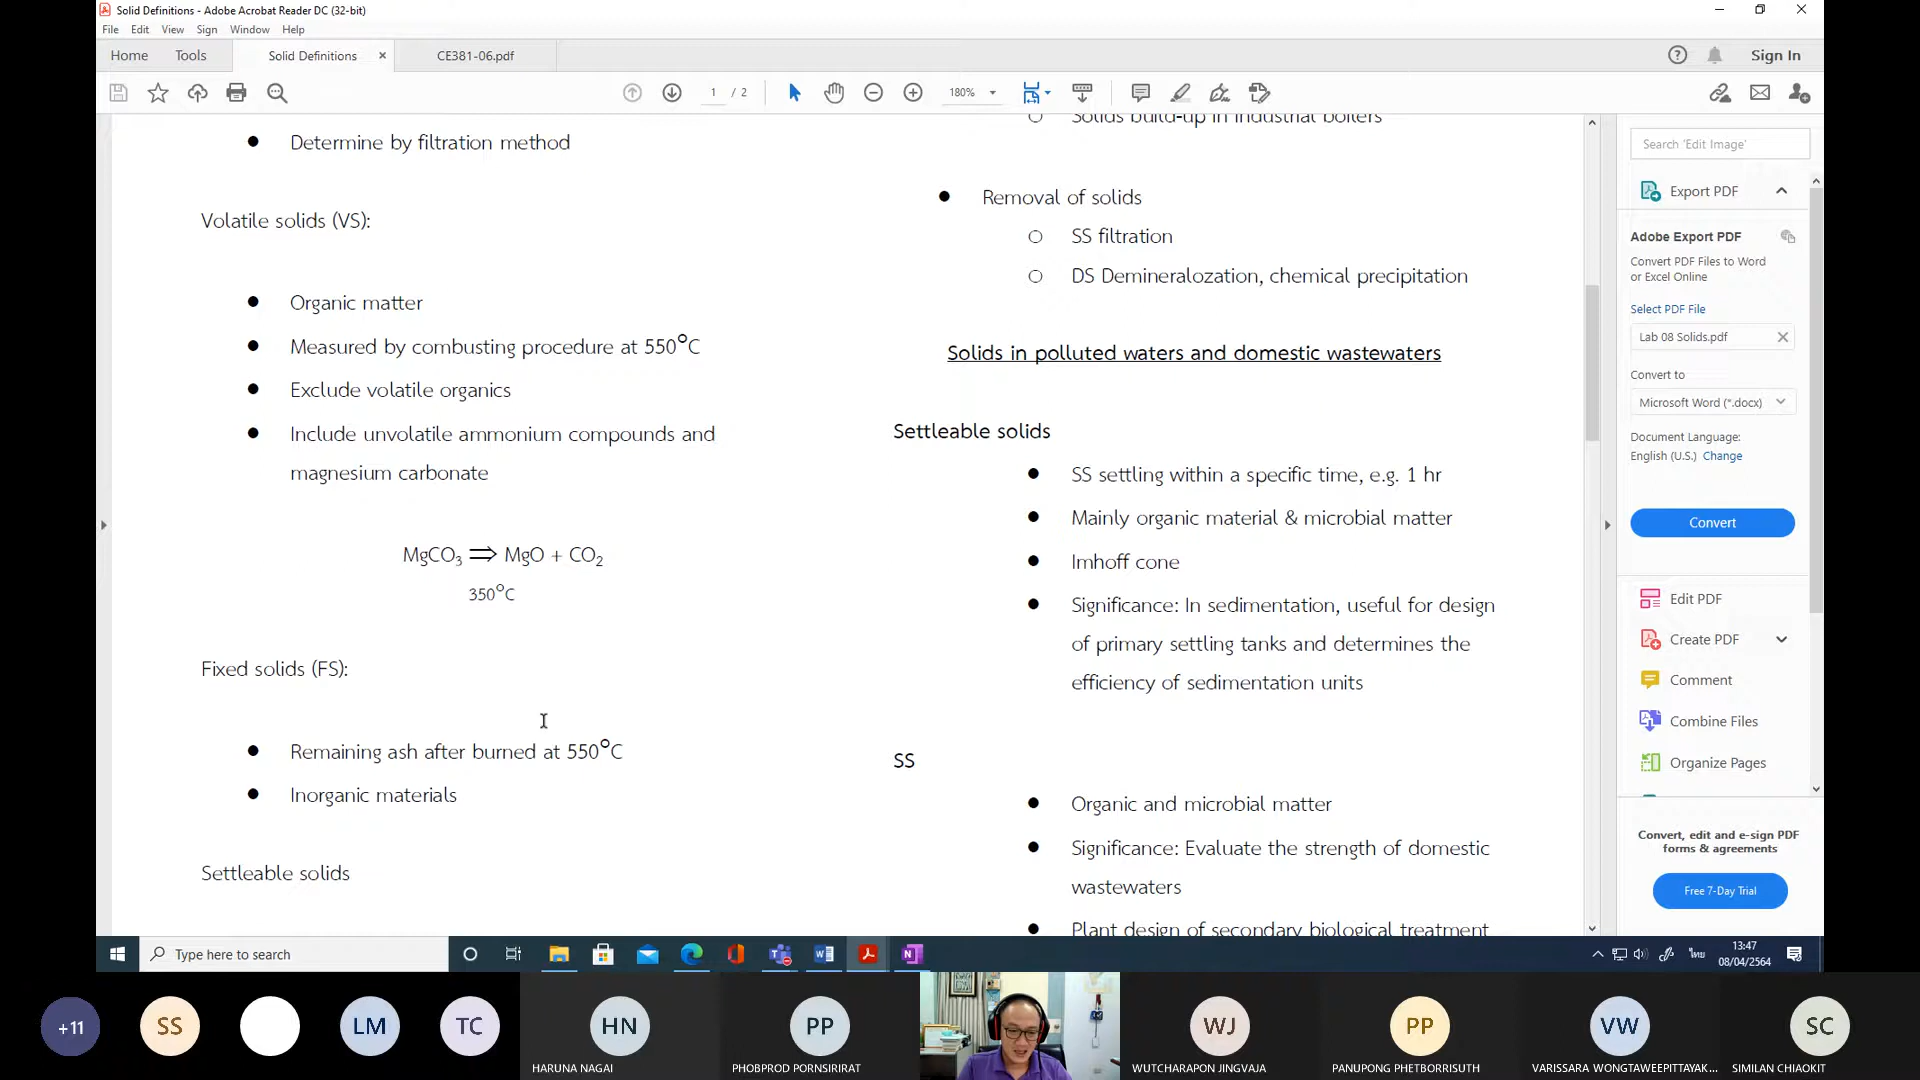 Solid Definitions - Adobe Acrobat Reader DC (32-bit)
File Edit View Sign Window Help
Home Tools Solid Definitions × CE381-06.pdf Sign In
1 / 2 180%
Determine by filtration method
Volatile solids (VS):
Organic matter
Measured by combusting procedure at 550°C
Exclude volatile organics
Include unvolatile ammonium compounds and
magnesium carbonate
MgCO3 ⇒ MgO + CO2
350°C
Fixed solids (FS):
Remaining ash after burned at 550°C
Inorganic materials
Settleable solids
Solids build-up in industrial boilers
Removal of solids
SS filtration
DS Demineralozation, chemical precipitation
Solids in polluted waters and domestic wastewaters
Settleable solids
SS settling within a specific time, e.g. 1 hr
Mainly organic material & microbial matter
Imhoff cone
Significance: In sedimentation, useful for design
of primary settling tanks and determines the
efficiency of sedimentation units
SS
Organic and microbial matter
Significance: Evaluate the strength of domestic
wastewaters
Plant design of secondary biological treatment
Search 'Edit Image'
Export PDF
Adobe Export PDF
Convert PDF Files to Word
or Excel Online
Select PDF File
Lab 08 Solids.pdf
Convert to
Microsoft Word (*.docx)
Document Language:
English (U.S.) Change
Convert
Edit PDF
Create PDF
Comment
Combine Files
Organize Pages
Convert, edit and e-sign PDF
forms & agreements
Free 7-Day Trial
Type here to search
ไทย
13:47
08/04/2564
+11 SS LM TC HN PP WJ PP VW SC
HARUNA NAGAI
PHOBPROD PORNSIRIRAT
WUTCHARAPON JINGVAJA
PANUPONG PHETBORRISUTH
VARISSARA WONGTAWEEPITTAYAK...
SIMILAN CHIAOKIT